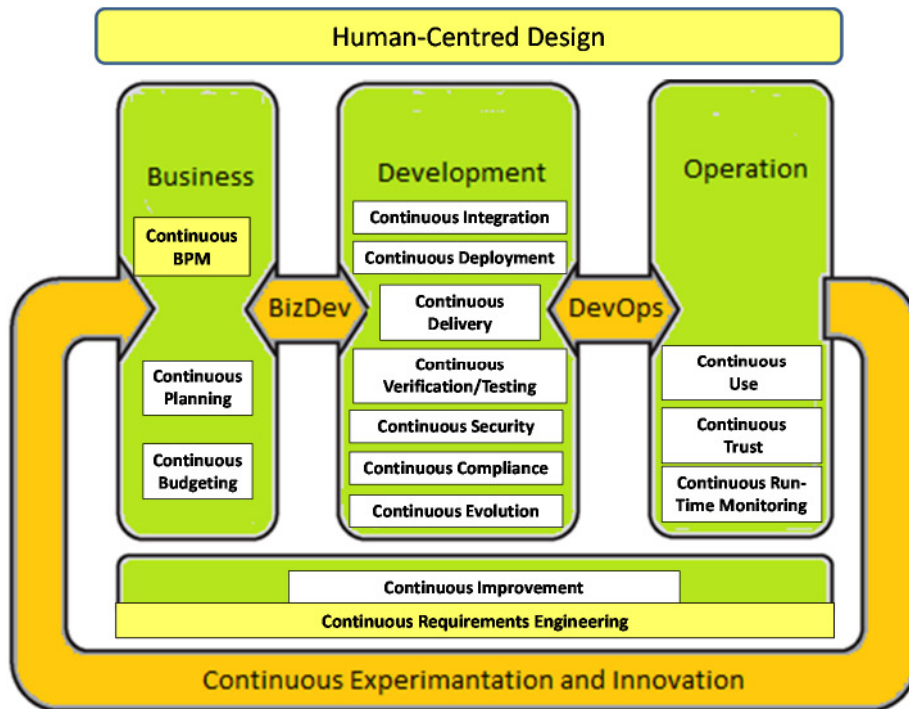 Human-Centred Design
Business
Continuous
BPM
Continuous
Planning
Continuous
Budgeting
BizDev
Development
Continuous Integration
Continuous Deployment
Continuous
Delivery
Continuous
Verification/Testing
Continuous Security
Continuous Compliance
Continuous Evolution
DevOps
Operation
Continuous
Use
Continuous
Trust
Continuous Run-
Time Monitoring
Continuous Improvement
Continuous Requirements Engineering
Continuous Experimantation and Innovation